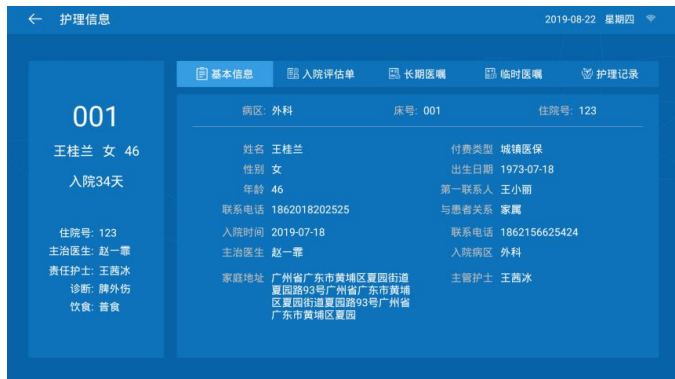 护理信息
2019-08-22 星期四
001
王桂兰 女 46
入院34天
住院号: 123
主治医生: 赵一霏
责任护士: 王茜冰
诊断: 脾外伤
饮食: 普食
基本信息 入院评估单 长期医嘱 临时医嘱 护理记录
病区: 外科 床号: 001 住院号: 123
姓名 王桂兰 付费类型 城镇医保
性别 女 出生日期 1973-07-18
年龄 46 第一联系人 王小丽
联系电话 1862018202525 与患者关系 家属
入院时间 2019-07-18 联系电话 1862156625424
主治医生 赵一霏 入院病区 外科
家庭地址 广州省广东市黄埔区夏园街道 主管护士 王茜冰
夏园路93号广州省广东市黄埔
区夏园街道夏园路93号广州省
广东市黄埔区夏园